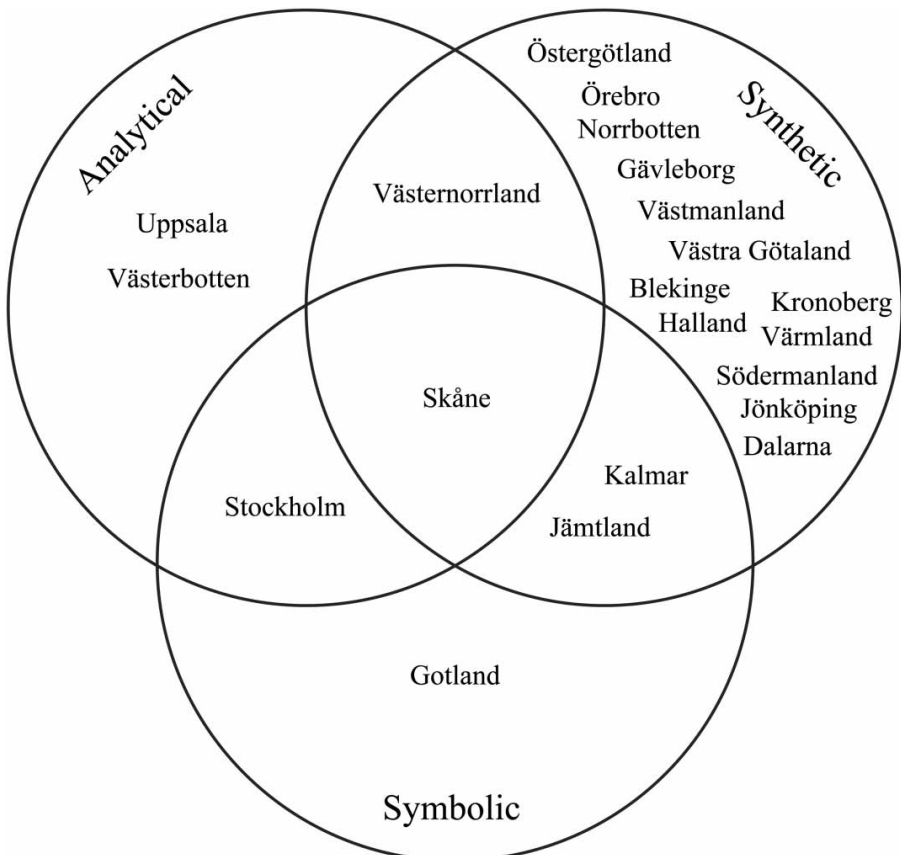 Analytical
Synthetic
Östergötland
Örebro
Norrbotten
Gävleborg
Västernorrland
Västmanland
Uppsala
Västra Götaland
Västerbotten
Blekinge
Kronoberg
Halland
Värmland
Södermanland
Skåne
Jönköping
Dalarna
Kalmar
Stockholm
Jämtland
Gotland
Symbolic